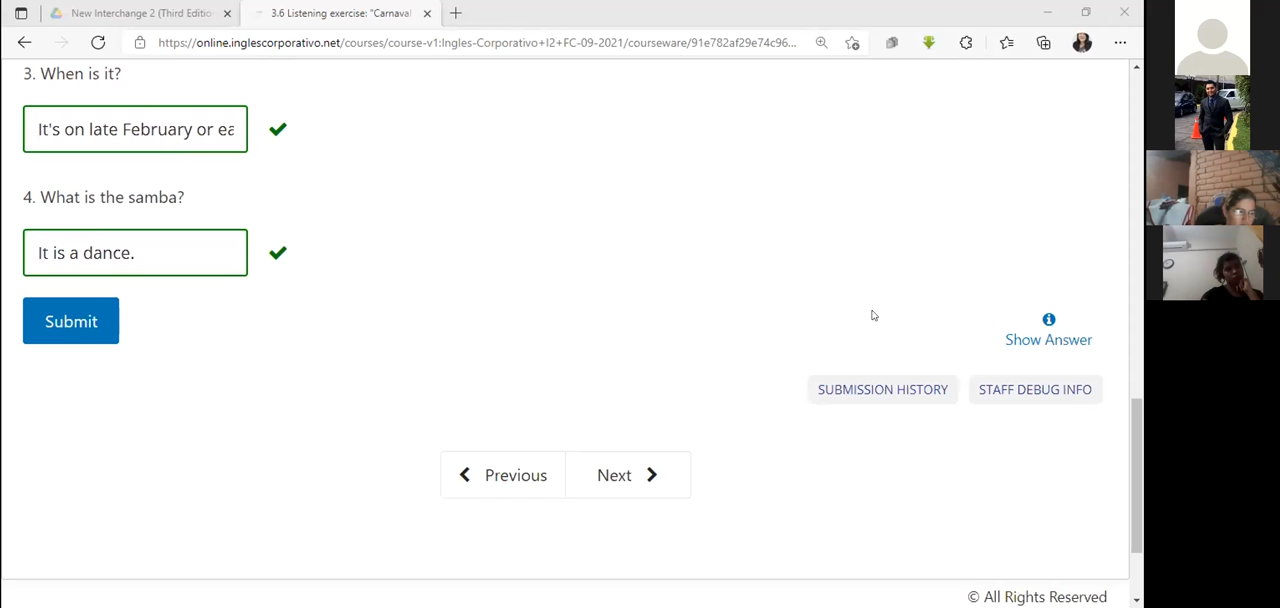 New Interchange 2 (Third Editio
3.6 Listening exercise: "Carnaval
https://online.inglescorporativo.net/courses/course-v1:Ingles-Corporativo+I2+FC-09-2021/courseware/91e782af29e74c96...
3. When is it?
It's on late February or ea
4. What is the samba?
It is a dance.
Submit
Show Answer
SUBMISSION HISTORY
STAFF DEBUG INFO
Previous
Next
© All Rights Reserved